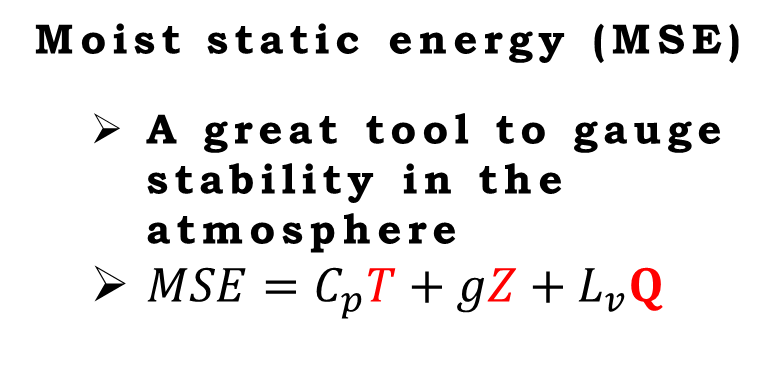 Moist static energy (MSE)
➢ A great tool to gauge
stability in the
atmosphere
➢ MSE = CₚT + gZ + LᵥQ